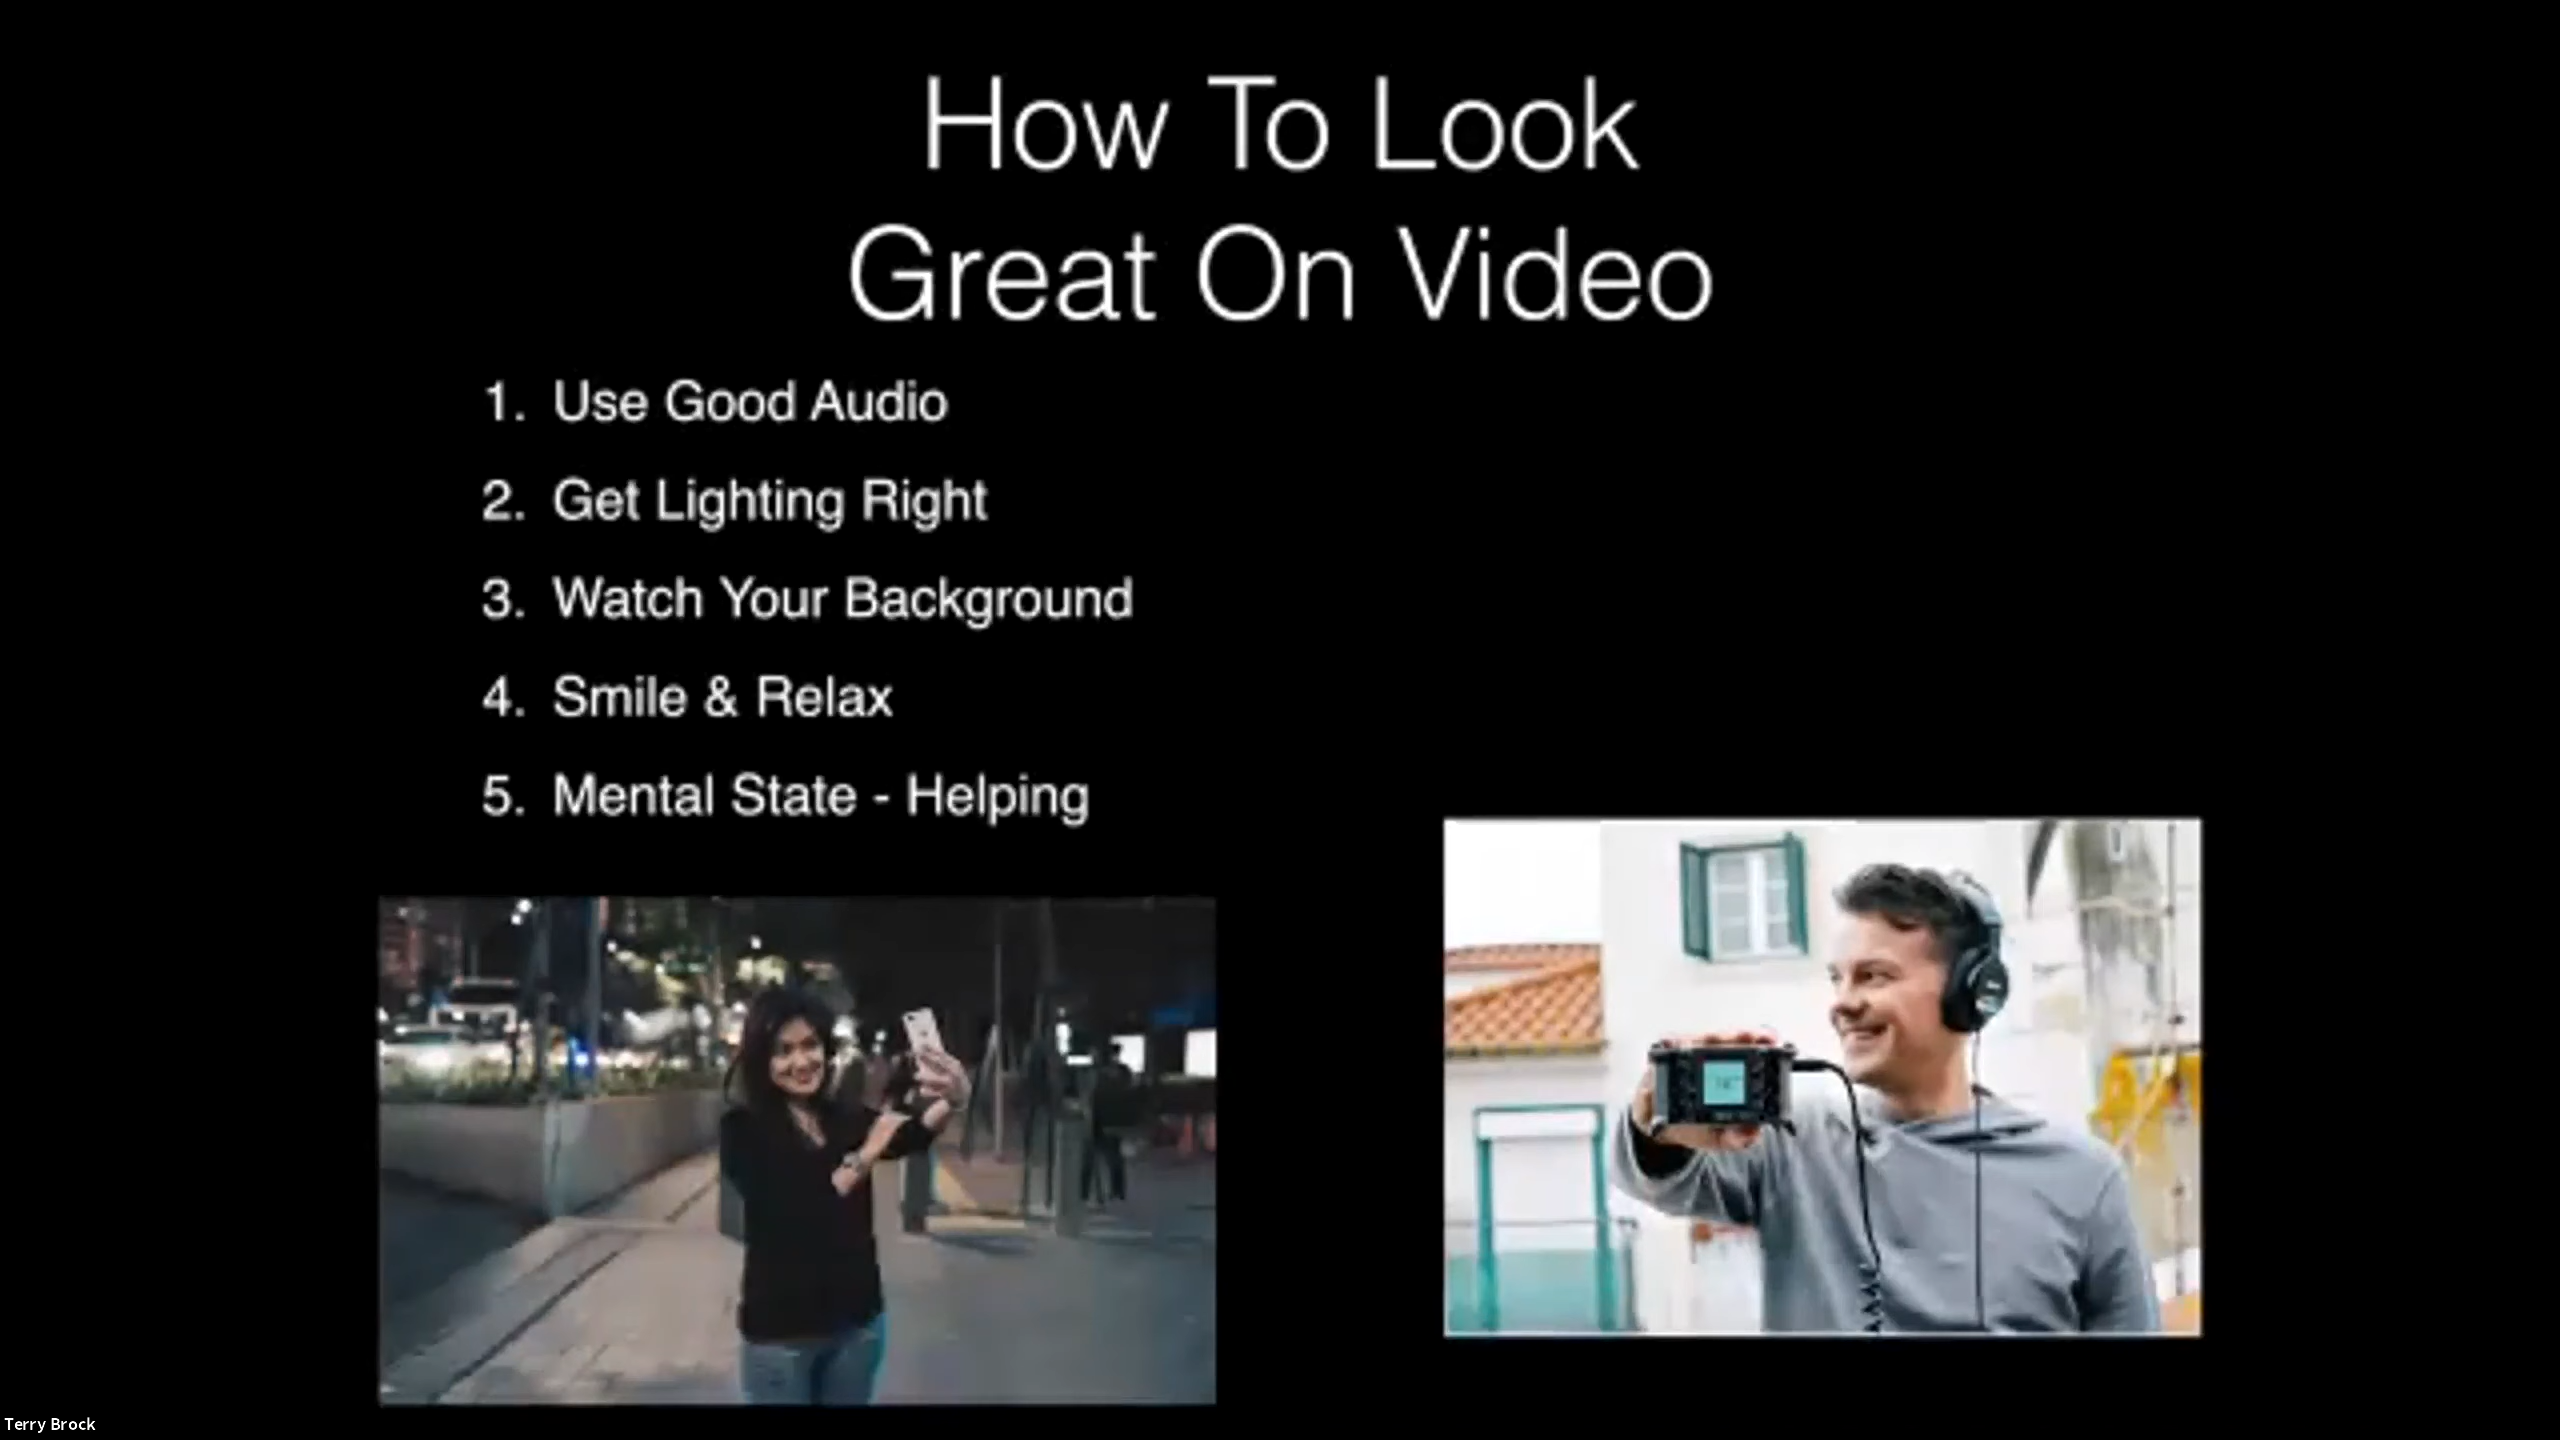 How To Look
Great On Video
1. Use Good Audio
2. Get Lighting Right
3. Watch Your Background
4. Smile & Relax
5. Mental State - Helping
Terry Brock